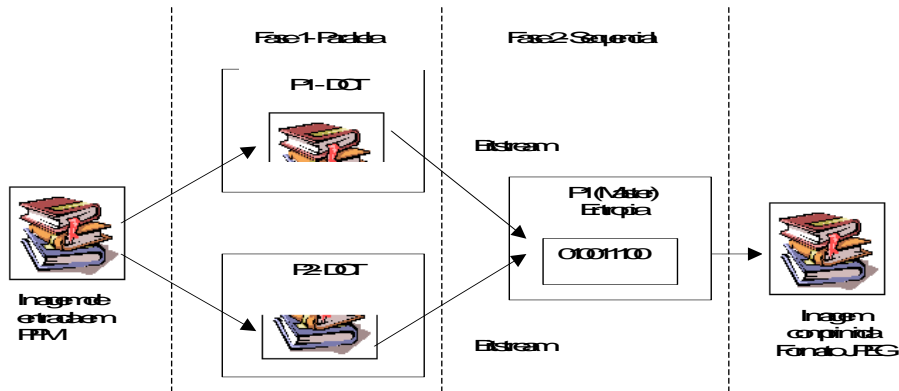 Fase 1 - Paralela
Fase 2 - Sequencial
P1 - DCT
Bitstream
P1 (Master)
Entropia
010011100
P2 - DCT
Imagem de
entrada em
PPM
Bitstream
Imagem
comprimida
Formato JPEG